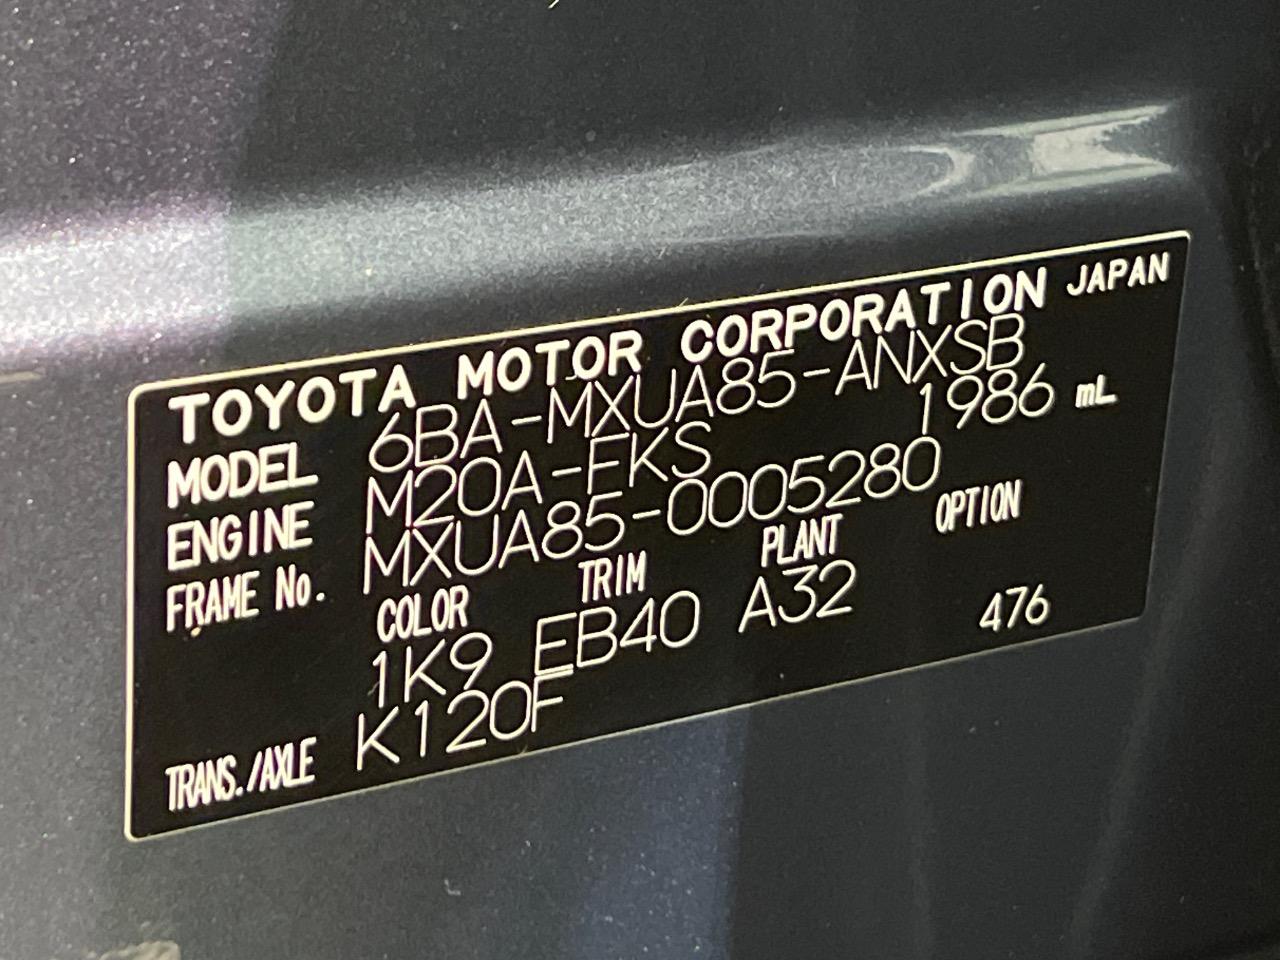 TOYOTA MOTOR CORPORATION JAPAN
MODEL 6BA-MXUA85-ANXSB
ENGINE M20A-FKS 1986 mL
FRAME No. MXUA85-0005280
COLOR TRIM PLANT OPTION
1K9 EB40 A32 476
TRANS./AXLE K120F